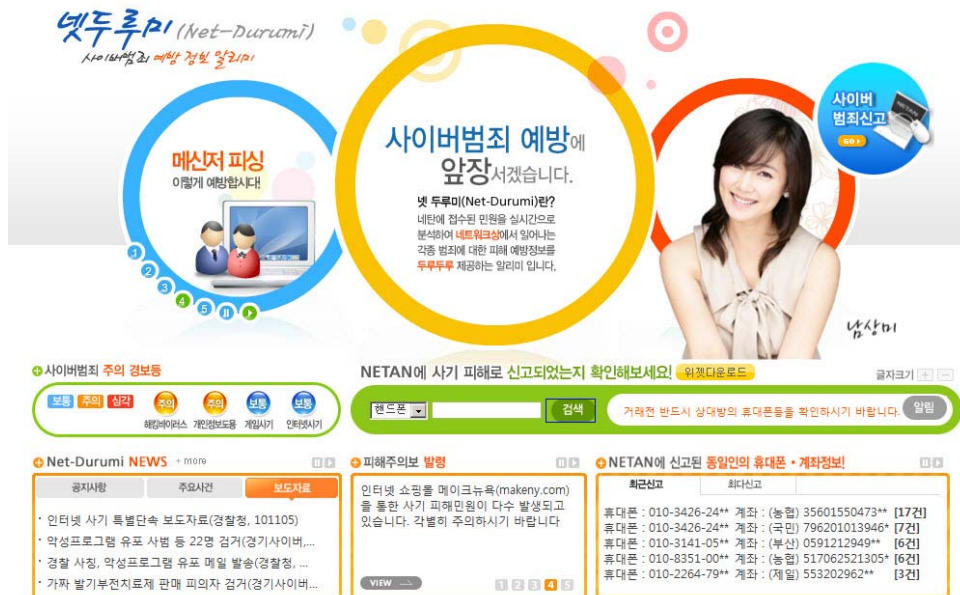 넷두루미 (Net-Durumi)
사이버범죄 예방 정보 알리미
메신저 피싱
이렇게 예방합시다!
1
2
3
4
5
사이버범죄 예방에
앞장서겠습니다.
넷 두루미(Net-Durumi)란?
네탄에 접수된 민원을 실시간으로
분석하여 네트워크상에서 일어나는
각종 범죄에 대한 피해 예방정보를
두루두루 제공하는 알리미 입니다.
NETAN
사이버
범죄신고
GO
남상미
사이버범죄 주의 경보등
보통 주의 심각
주의 주의 보통 보통
해킹바이러스 개인정보도용 게임사기 인터넷사기
NETAN에 사기 피해로 신고되었는지 확인해보세요! 위젯다운로드
글자크기 + -
핸드폰 검색
거래전 반드시 상대방의 휴대폰등을 확인하시기 바랍니다. 알림
Net-Durumi NEWS + more
공지사항 주요사건 보도자료
· 인터넷 사기 특별단속 보도자료(경찰청, 101105)
· 악성프로그램 유포 사범 등 22명 검거(경기사이버,...
· 경찰 사칭, 악성프로그램 유포 메일 발송(경찰청, ...
· 가짜 발기부전치료제 판매 피의자 검거(경기사이버...
피해주의보 발령
인터넷 쇼핑몰 메이크뉴욕(makeny.com)
을 통한 사기 피해민원이 다수 발생되고
있습니다. 각별히 주의하시기 바랍니다
VIEW
1 2 3 4 5
NETAN에 신고된 동일인의 휴대폰 • 계좌정보!
최근신고 최다신고
휴대폰 : 010-3426-24** 계좌 : (농협) 35601550473** [17건]
휴대폰 : 010-3426-24** 계좌 : (국민) 796201013946* [7건]
휴대폰 : 010-3141-05** 계좌 : (부산) 0591212949** [6건]
휴대폰 : 010-8351-00** 계좌 : (농협) 517062521305* [6건]
휴대폰 : 010-2264-79** 계좌 : (제일) 553202962** [3건]